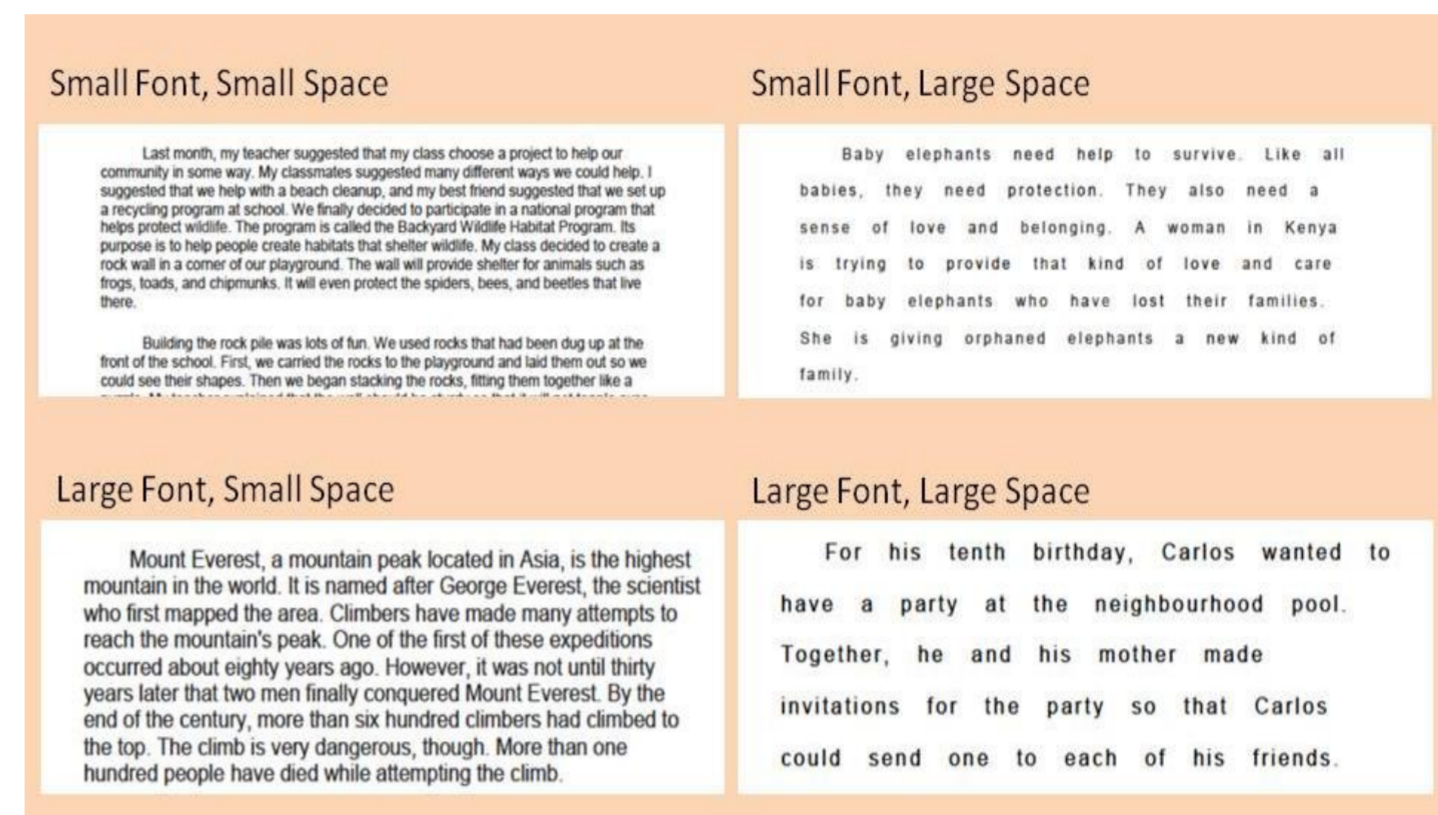 Small Font, Small Space
Last month, my teacher suggested that my class choose a project to help our
community in some way. My classmates suggested many different ways we could help. I
suggested that we help with a beach cleanup, and my best friend suggested that we set up
a recycling program at school. We finally decided to participate in a national program that
helps protect wildlife. The program is called the Backyard Wildlife Habitat Program. Its
purpose is to help people create habitats that shelter wildlife. My class decided to create a
rock wall in a corner of our playground. The wall will provide shelter for animals such as
frogs, toads, and chipmunks. It will even protect the spiders, bees, and beetles that live
there.
Building the rock pile was lots of fun. We used rocks that had been dug up at the
front of the school. First, we carried the rocks to the playground and laid them out so we
could see their shapes. Then we began stacking the rocks, fitting them together like a
Small Font, Large Space
Baby elephants need help to survive. Like all
babies, they need protection. They also need a
sense of love and belonging. A woman in Kenya
is trying to provide that kind of love and care
for baby elephants who have lost their families.
She is giving orphaned elephants a new kind of
family.
Large Font, Small Space
Mount Everest, a mountain peak located in Asia, is the highest
mountain in the world. It is named after George Everest, the scientist
who first mapped the area. Climbers have made many attempts to
reach the mountain's peak. One of the first of these expeditions
occurred about eighty years ago. However, it was not until thirty
years later that two men finally conquered Mount Everest. By the
end of the century, more than six hundred climbers had climbed to
the top. The climb is very dangerous, though. More than one
hundred people have died while attempting the climb.
Large Font, Large Space
For his tenth birthday, Carlos wanted to
have a party at the neighbourhood pool.
Together, he and his mother made
invitations for the party so that Carlos
could send one to each of his friends.